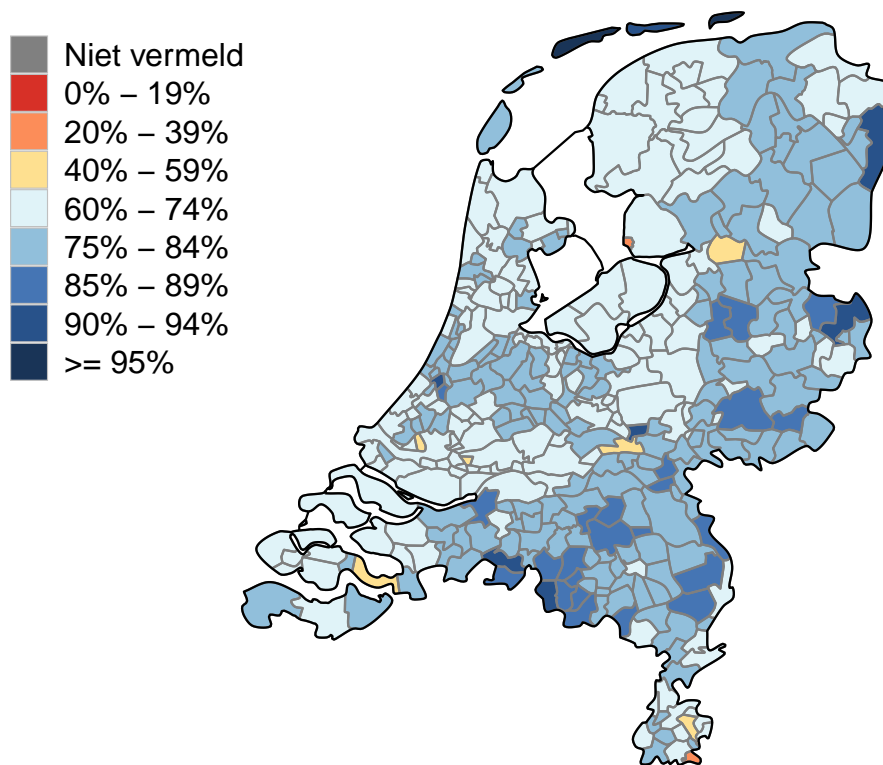 Niet vermeld
0% – 19%
20% – 39%
40% – 59%
60% – 74%
75% – 84%
85% – 89%
90% – 94%
>= 95%